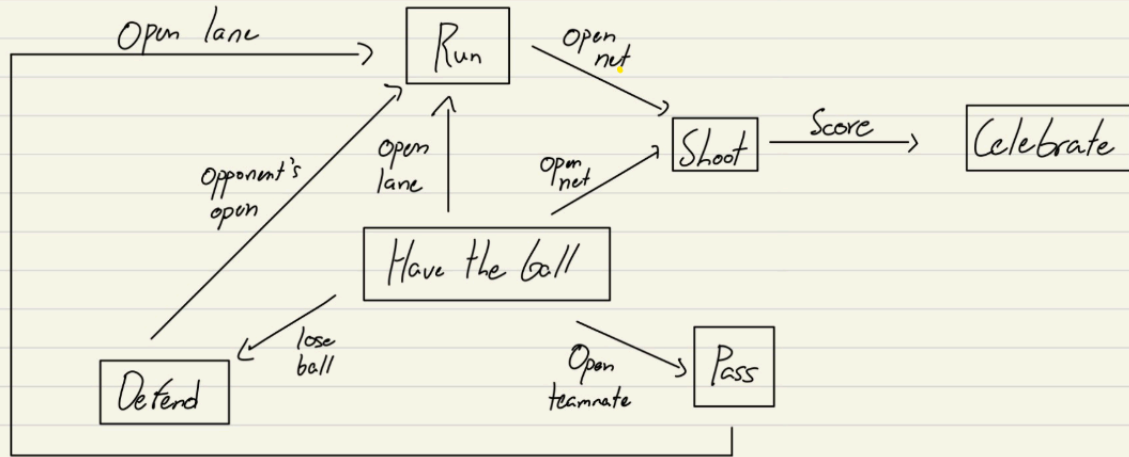 Open lane
Run
Open
net
Opponent's
open
Open
lane
Open
net
Shoot
Score
Celebrate
Have the ball
lose
ball
Defend
Open
teamnate
Pass